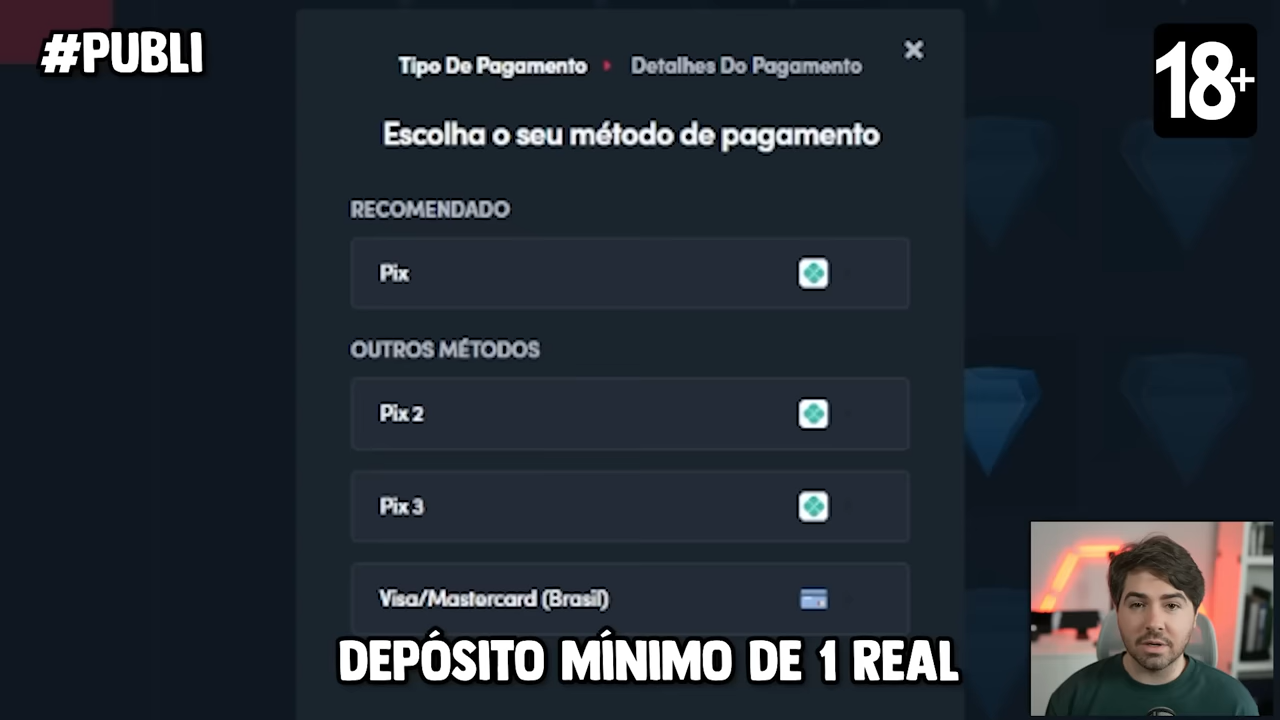 #PUBLI
18+
Tipo De Pagamento Detalhes Do Pagamento
Escolha o seu método de pagamento
RECOMENDADO
Pix
OUTROS MÉTODOS
Pix 2
Pix 3
Visa/Mastercard (Brasil)
DEPÓSITO MÍNIMO DE 1 REAL